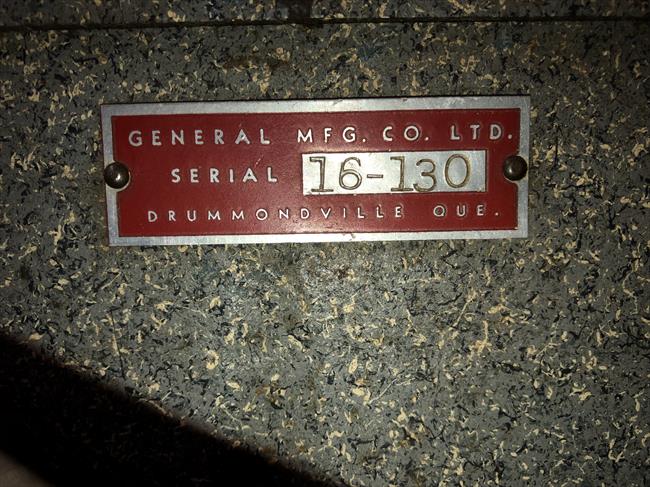 GENERAL MFG. CO. LTD.
SERIAL 16-130
DRUMMONDVILLE QUE.